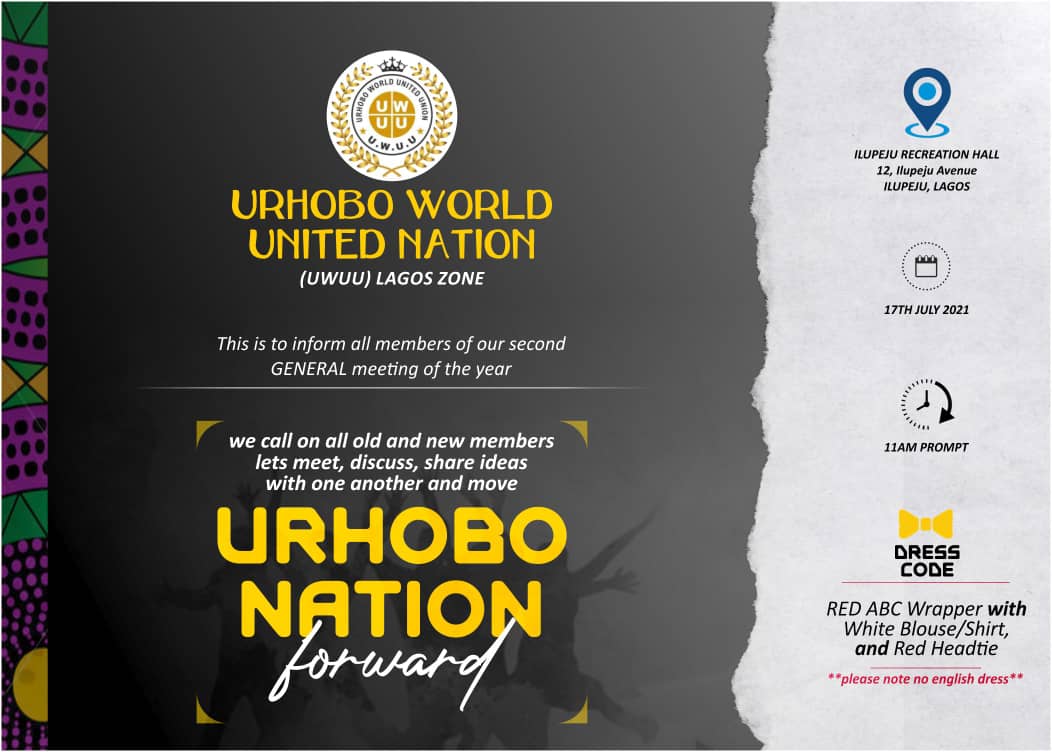 URHOBO WORLD UNITED UNION
U W
U U
U.W.U.U
URHOBO WORLD
UNITED NATION
(UWUU) LAGOS ZONE
This is to inform all members of our second
GENERAL meeting of the year
we call on all old and new members
lets meet, discuss, share ideas
with one another and move
URHOBO
NATION
forward
ILUPEJU RECREATION HALL
12, Ilupeju Avenue
ILUPEJU, LAGOS
17TH JULY 2021
11AM PROMPT
DRESS
CODE
RED ABC Wrapper with
White Blouse/Shirt,
and Red Headtie
**please note no english dress**